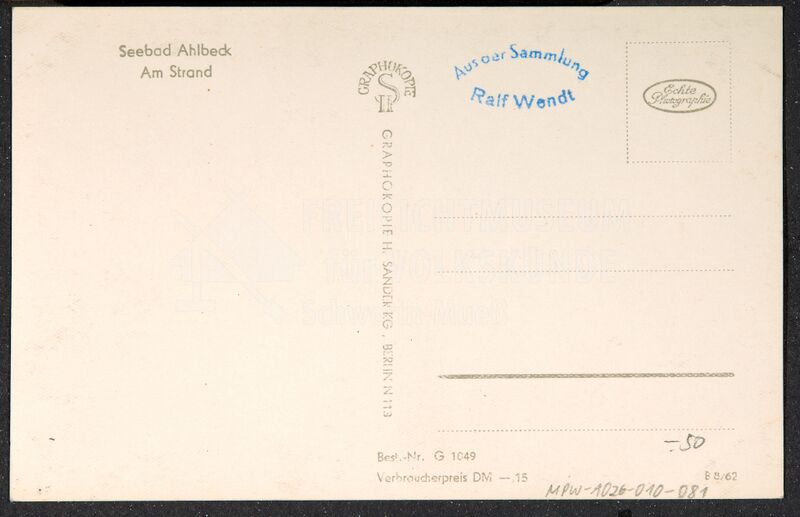 Seebad Ahlbeck
Am Strand
GRAPHOKOPIE
H S
GRAPHOKOPIE H. SANDER KG., BERLIN N 113
Aus der Sammlung
Ralf Wendt
Echte
Photographie
FREILICHTMUSEUM
für VOLKSKUNDE
Schwerin-Mueß
-.50
Best.-Nr. G 1049
Verbraucherpreis DM —.15
B 8/62
MPW-1026-010-081